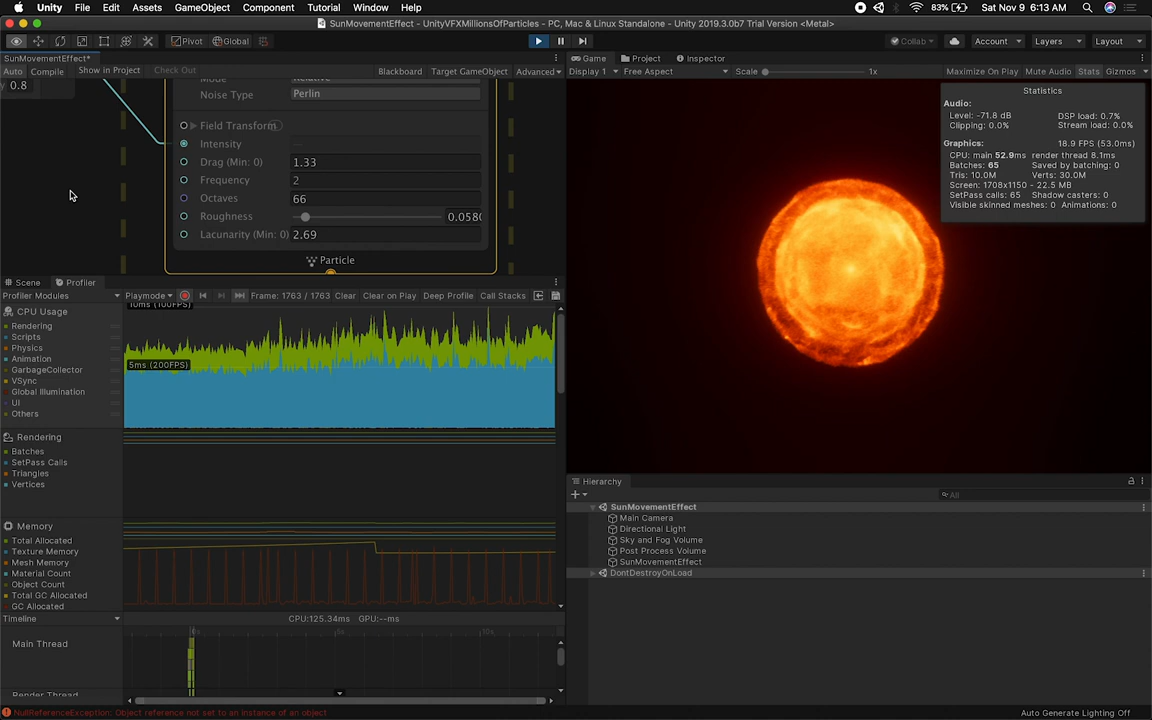 Unity File Edit Assets GameObject Component Tutorial Window Help 83% Sat Nov 9 6:13 AM
SunMovementEffect - UnityVFXMillionsOfParticles - PC, Mac & Linux Standalone - Unity 2019.3.0b7 Trial Version <Metal>
Pivot Global Collab Account Layers Layout
SunMovementEffect*
Auto Compile Show in Project Check Out Blackboard Target GameObject Advanced
y 0.8
Mode Relative
Noise Type Perlin
Field Transform
Intensity
Drag (Min: 0) 1.33
Frequency 2
Octaves 66
Roughness 0.0580
Lacunarity (Min: 0) 2.69
Particle
Game Project Inspector
Display 1 Free Aspect Scale 1x Maximize On Play Mute Audio Stats Gizmos
Statistics
Audio:
Level: -71.8 dB DSP load: 0.7%
Clipping: 0.0% Stream load: 0.0%
Graphics: 18.9 FPS (53.0ms)
CPU: main 52.9ms render thread 8.1ms
Batches: 65 Saved by batching: 0
Tris: 10.0M Verts: 30.0M
Screen: 1708x1150 - 22.5 MB
SetPass calls: 65 Shadow casters: 0
Visible skinned meshes: 0 Animations: 0
Scene Profiler
Profiler Modules Playmode Frame: 1763 / 1763 Clear Clear on Play Deep Profile Call Stacks
CPU Usage
Rendering
Scripts
Physics
Animation
GarbageCollector
VSync
Global Illumination
UI
Others
10ms (100FPS)
5ms (200FPS)
Rendering
Batches
SetPass Calls
Triangles
Vertices
Memory
Total Allocated
Texture Memory
Mesh Memory
Material Count
Object Count
Total GC Allocated
GC Allocated
Timeline CPU:125.34ms GPU:--ms
0s 5s 10s
Main Thread
Render Thread
Hierarchy
All
SunMovementEffect
Main Camera
Directional Light
Sky and Fog Volume
Post Process Volume
SunMovementEffect
DontDestroyOnLoad
NullReferenceException: Object reference not set to an instance of an object
Auto Generate Lighting Off